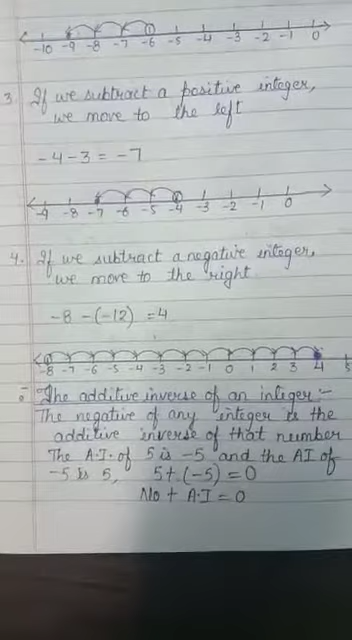 -10 -9 -8 -7 -6 -5 -4 -3 -2 -1 0
3. If we subtract a positive integer,
we move to the left
-4-3 = -7
-9 -8 -7 -6 -5 -4 -3 -2 -1 0
4. If we subtract a negative integer,
we move to the right
-8 -(-12) = 4
-8 -7 -6 -5 -4 -3 -2 -1 0 1 2 3 4 5
The additive inverse of an integer :-
The negative of any integer is the
additive inverse of that number
The A.I. of 5 is -5 and the AI of
-5 is 5, 5+(-5) = 0
No + A.I = 0